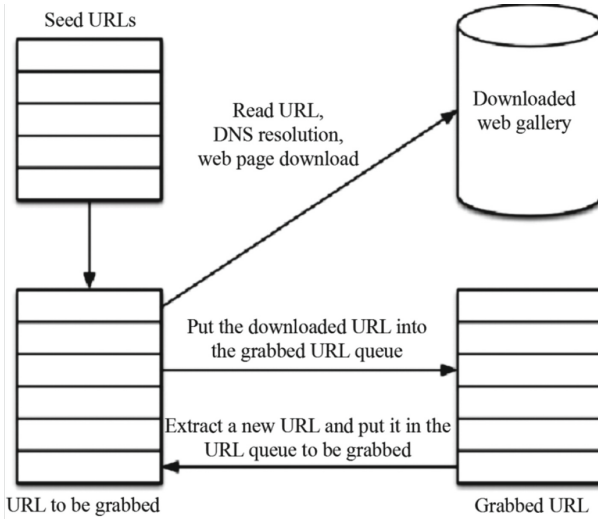 Seed URLs
Read URL,
DNS resolution,
web page download
Downloaded
web gallery
Put the downloaded URL into
the grabbed URL queue
Extract a new URL and put it in the
URL queue to be grabbed
URL to be grabbed
Grabbed URL